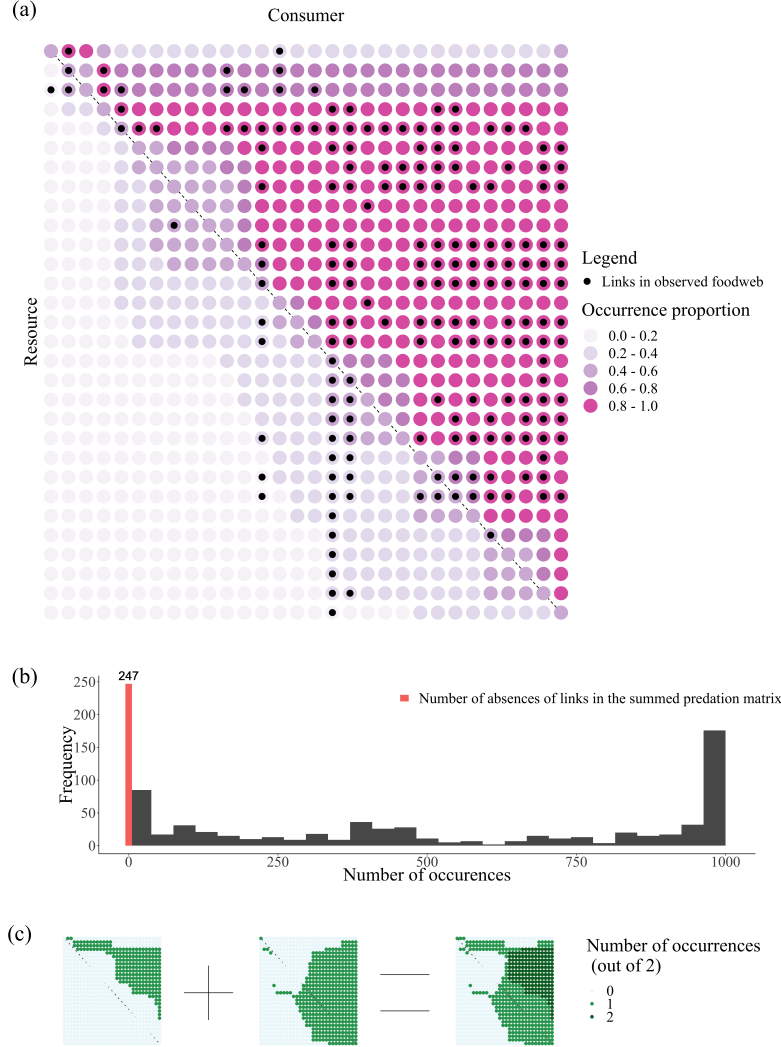 (a)
Consumer
Resource
Legend
Links in observed foodweb
Occurrence proportion
0.0 - 0.2
0.2 - 0.4
0.4 - 0.6
0.6 - 0.8
0.8 - 1.0
(b)
247
250
200
150
100
50
0
Frequency
Number of absences of links in the summed predation matrix
0
250
500
750
1000
Number of occurences
(c)
Number of occurrences
(out of 2)
0
1
2